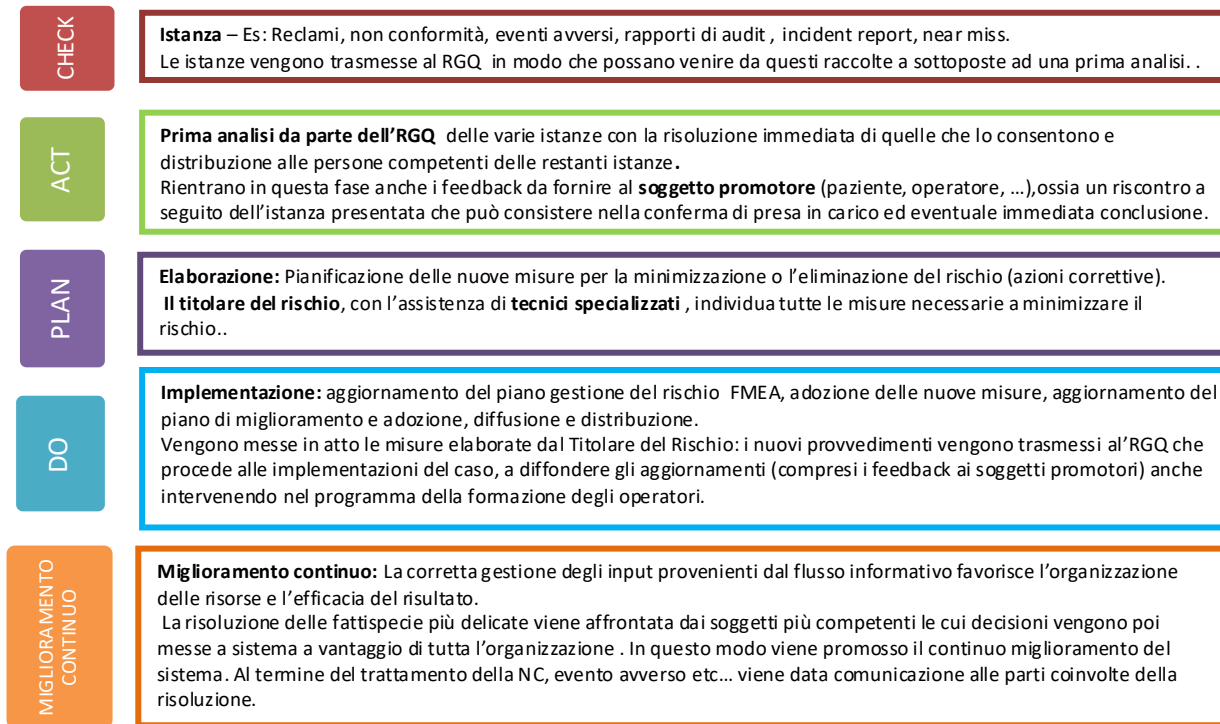 CHECK
Istanza – Es: Reclami, non conformità, eventi avversi, rapporti di audit , incident report, near miss.
Le istanze vengono trasmesse al RGQ in modo che possano venire da questi raccolte a sottoposte ad una prima analisi. .
ACT
Prima analisi da parte dell’RGQ delle varie istanze con la risoluzione immediata di quelle che lo consentono e
distribuzione alle persone competenti delle restanti istanze.
Rientrano in questa fase anche i feedback da fornire al soggetto promotore (paziente, operatore, …),ossia un riscontro a
seguito dell’istanza presentata che può consistere nella conferma di presa in carico ed eventuale immediata conclusione.
PLAN
Elaborazione: Pianificazione delle nuove misure per la minimizzazione o l’eliminazione del rischio (azioni correttive).
Il titolare del rischio, con l’assistenza di tecnici specializzati , individua tutte le misure necessarie a minimizzare il
rischio..
DO
Implementazione: aggiornamento del piano gestione del rischio FMEA, adozione delle nuove misure, aggiornamento del
piano di miglioramento e adozione, diffusione e distribuzione.
Vengono messe in atto le misure elaborate dal Titolare del Rischio: i nuovi provvedimenti vengono trasmessi al’RGQ che
procede alle implementazioni del caso, a diffondere gli aggiornamenti (compresi i feedback ai soggetti promotori) anche
intervenendo nel programma della formazione degli operatori.
MIGLIORAMENTO
CONTINUO
Miglioramento continuo: La corretta gestione degli input provenienti dal flusso informativo favorisce l’organizzazione
delle risorse e l’efficacia del risultato.
La risoluzione delle fattispecie più delicate viene affrontata dai soggetti più competenti le cui decisioni vengono poi
messe a sistema a vantaggio di tutta l’organizzazione . In questo modo viene promosso il continuo miglioramento del
sistema. Al termine del trattamento della NC, evento avverso etc… viene data comunicazione alle parti coinvolte della
risoluzione.